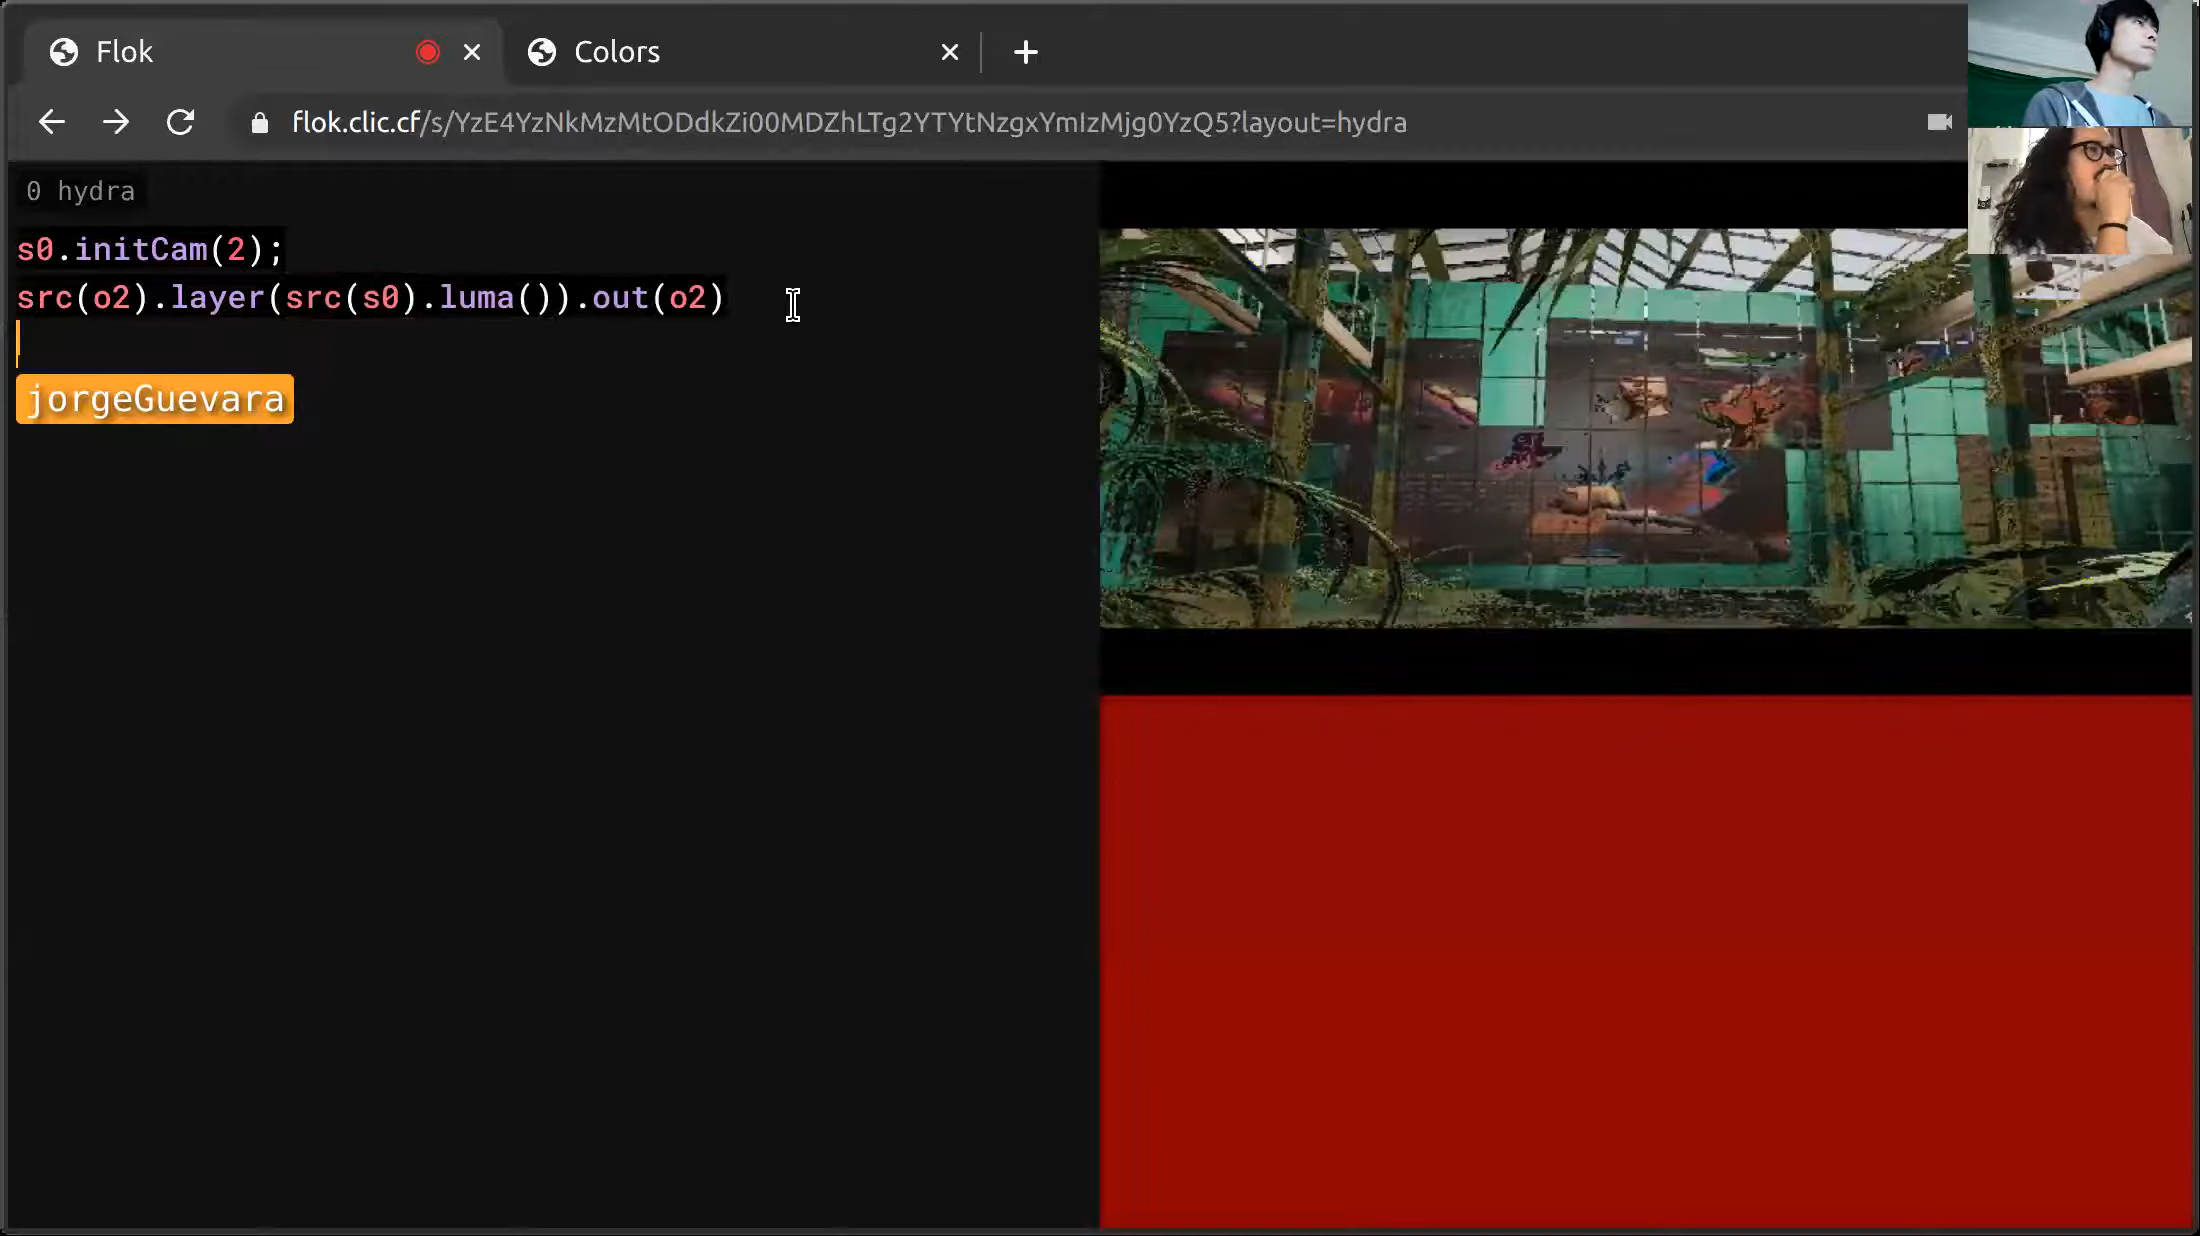 Flok
Colors
flok.clic.cf/s/YzE4YzNkMzMtODdkZi00MDZhLTg2YTYtNzgxYmIzMjg0YzQ5?layout=hydra
0 hydra
s0.initCam(2);
src(o2).layer(src(s0).luma()).out(o2)
jorgeGuevara